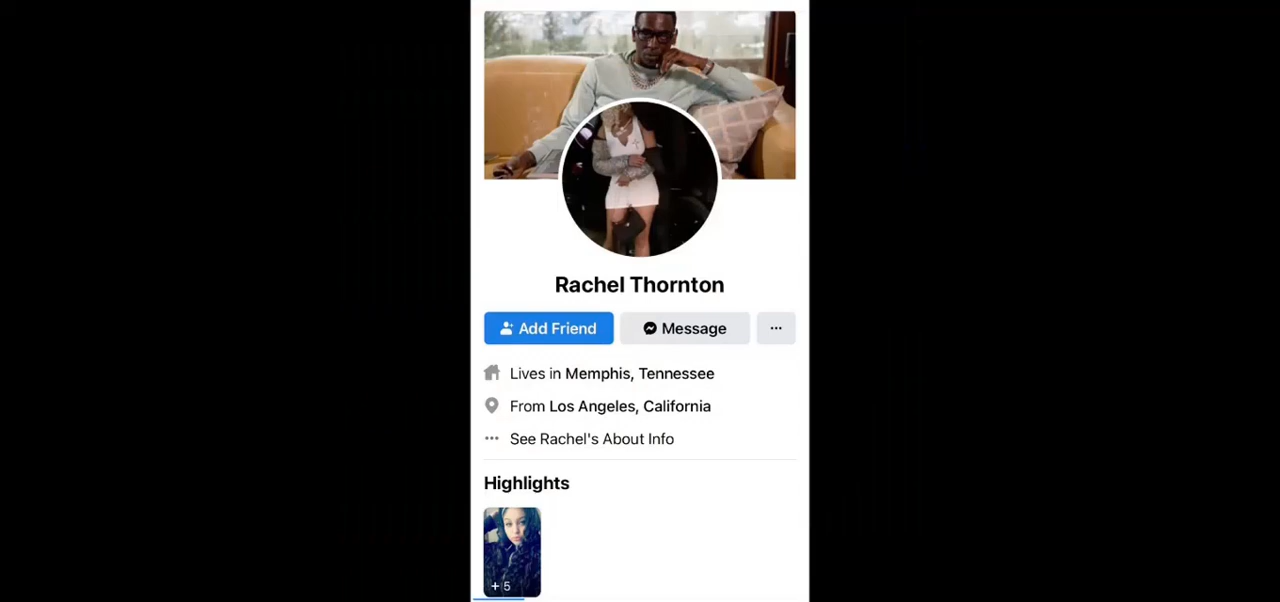 Rachel Thornton
Add Friend
Message
Lives in Memphis, Tennessee
From Los Angeles, California
See Rachel's About Info
Highlights
+ 5